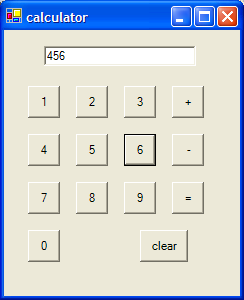 calculator
456
1 2 3 +
4 5 6 -
7 8 9 =
0 clear